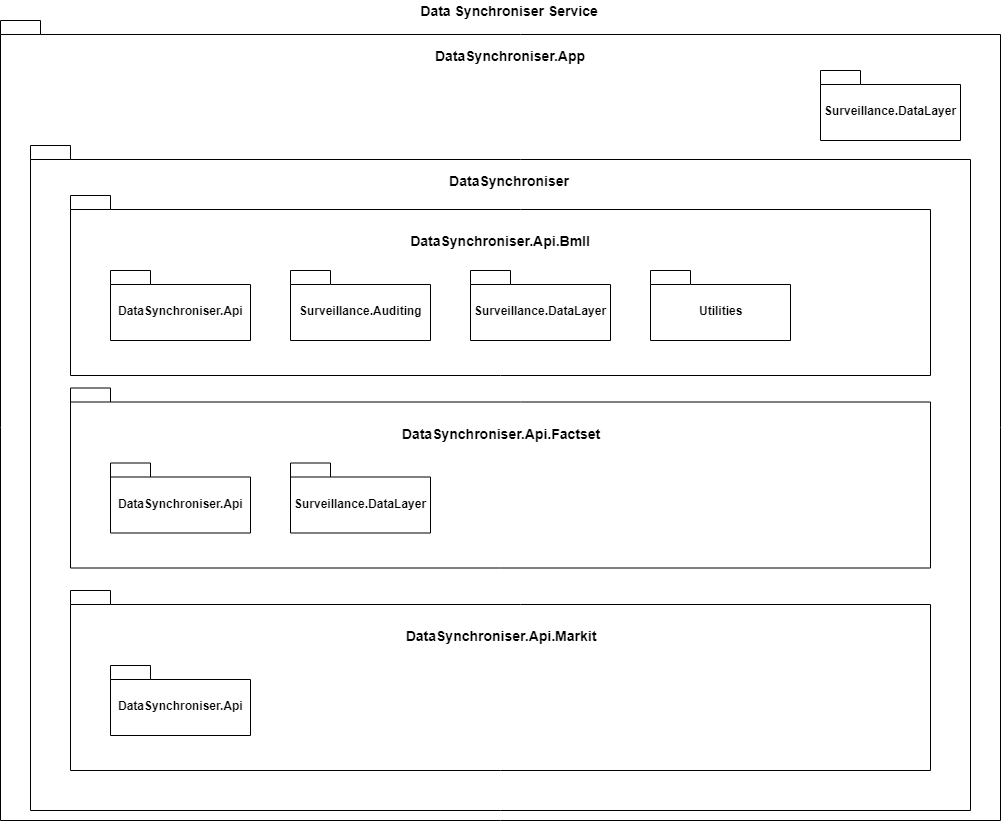 Data Synchroniser Service
DataSynchroniser.App
Surveillance.DataLayer
DataSynchroniser
DataSynchroniser.Api.Bmll
DataSynchroniser.Api
Surveillance.Auditing
Surveillance.DataLayer
Utilities
DataSynchroniser.Api.Factset
DataSynchroniser.Api
Surveillance.DataLayer
DataSynchroniser.Api.Markit
DataSynchroniser.Api